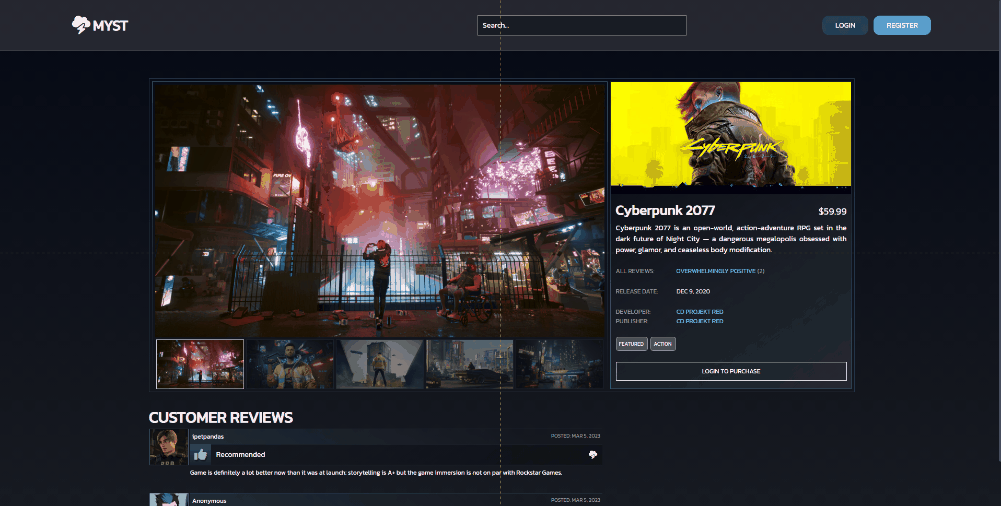 MYST
Search...
LOGIN
REGISTER
Cyberpunk
Cyberpunk 2077
$59.99
Cyberpunk 2077 is an open-world, action-adventure RPG set in the
dark future of Night City — a dangerous megalopolis obsessed with
power, glamor, and ceaseless body modification.
ALL REVIEWS:
OVERWHELMINGLY POSITIVE (2)
RELEASE DATE:
DEC 9, 2020
DEVELOPER:
CD PROJEKT RED
PUBLISHER:
CD PROJEKT RED
FEATURED
ACTION
LOGIN TO PURCHASE
CUSTOMER REVIEWS
ipetpandas
POSTED: MAR 5, 2023
Recommended
Game is definitely a lot better now than it was at launch; storytelling is A+ but the game immersion is not on par with Rockstar Games.
Anonymous
POSTED: MAR 5, 2023